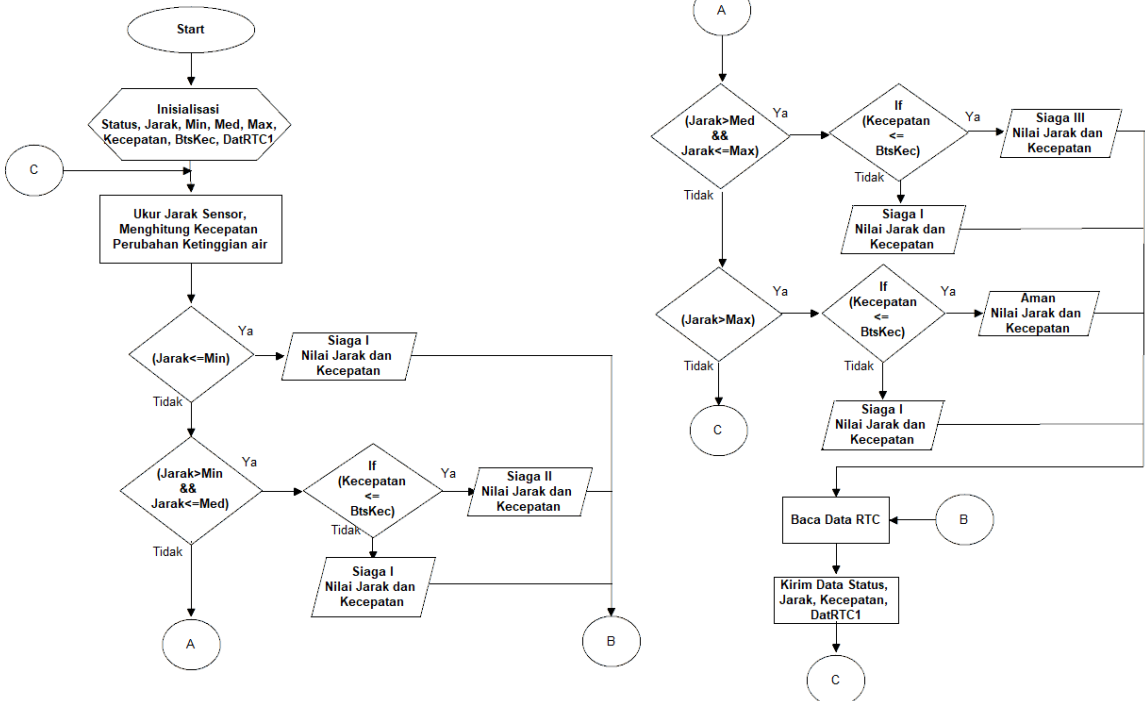 Start
Inisialisasi
Status, Jarak, Min, Med, Max,
Kecepatan, BtsKec, DatRTC1
C
Ukur Jarak Sensor,
Menghitung Kecepatan
Perubahan Ketinggian air
(Jarak<=Min)
Ya
Siaga I
Nilai Jarak dan
Kecepatan
Tidak
(Jarak>Min
&&
Jarak<=Med)
Ya
If
(Kecepatan
<=
BtsKec)
Ya
Siaga II
Nilai Jarak dan
Kecepatan
Tidak
Siaga I
Nilai Jarak dan
Kecepatan
Tidak
A
B
A
(Jarak>Med
&&
Jarak<=Max)
Ya
If
(Kecepatan
<=
BtsKec)
Ya
Siaga III
Nilai Jarak dan
Kecepatan
Tidak
Siaga I
Nilai Jarak dan
Kecepatan
Tidak
(Jarak>Max)
Ya
If
(Kecepatan
<=
BtsKec)
Ya
Aman
Nilai Jarak dan
Kecepatan
Tidak
Siaga I
Nilai Jarak dan
Kecepatan
Tidak
C
Baca Data RTC
B
Kirim Data Status,
Jarak, Kecepatan,
DatRTC1
C